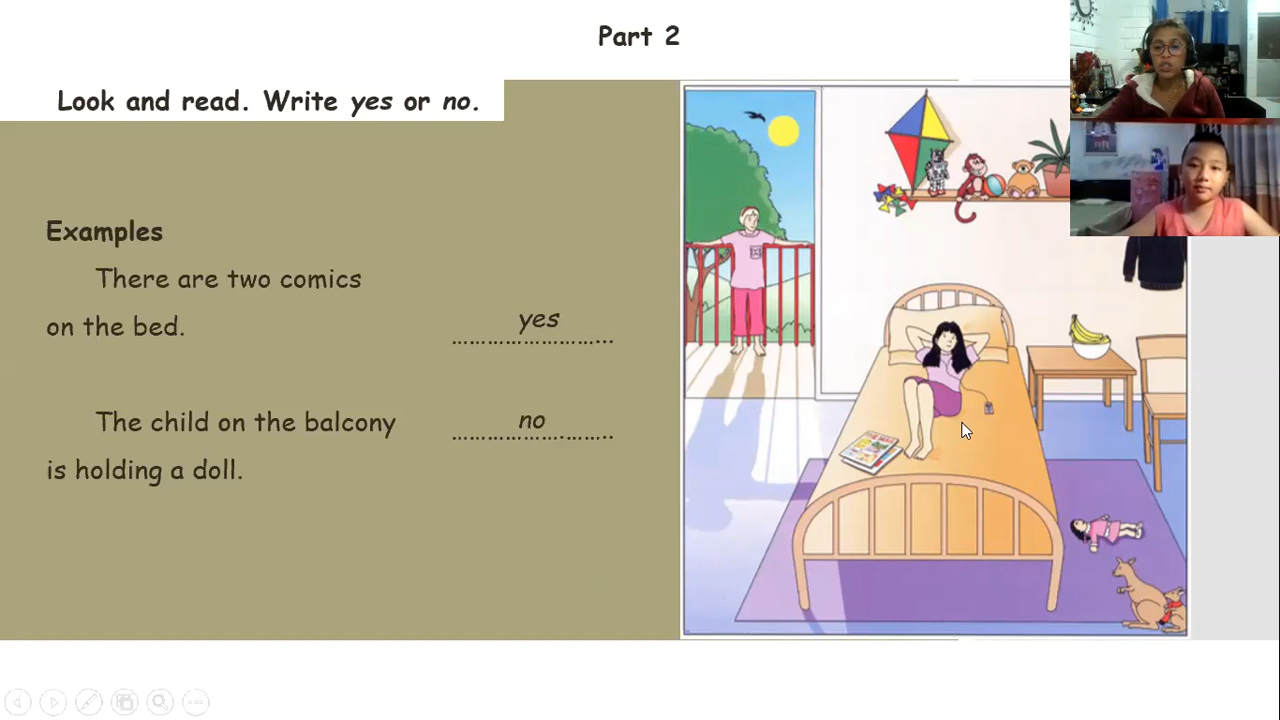 Part 2
Look and read. Write yes or no.
Examples
There are two comics
on the bed.
yes
The child on the balcony
no
is holding a doll.